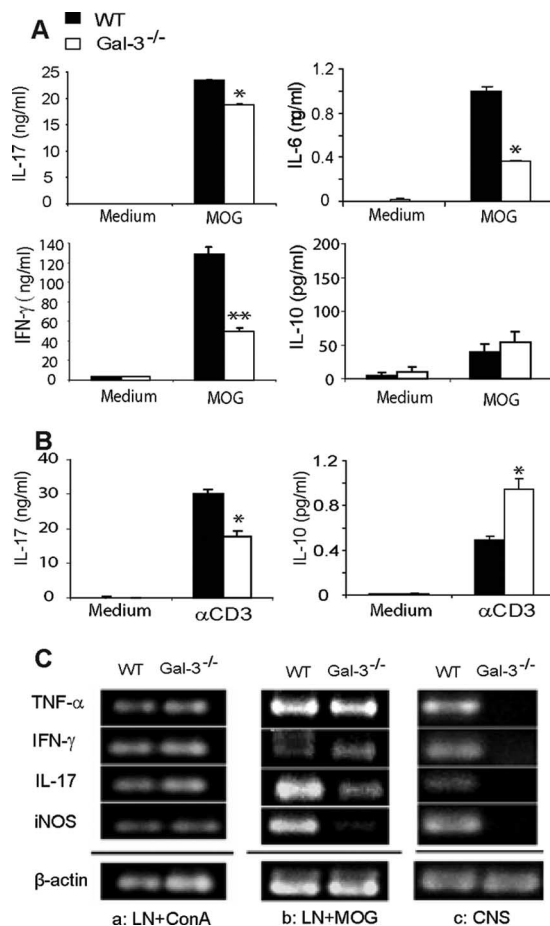 A
WT
Gal-3-/-
IL-17 (ng/ml)
25
20
15
10
5
0
*
Medium
MOG
IL-6 (ng/ml)
1.2
0.8
0.4
0
*
Medium
MOG
IFN-γ (ng/ml)
140
120
100
80
60
40
20
0
**
Medium
MOG
IL-10 (pg/ml)
200
150
100
50
0
Medium
MOG
B
IL-17 (ng/ml)
40
30
20
10
0
*
Medium
αCD3
IL-10 (pg/ml)
1.2
0.8
0.4
0
*
Medium
αCD3
C
WT Gal-3-/- WT Gal-3-/- WT Gal-3-/-
TNF-α
IFN-γ
IL-17
iNOS
β-actin
a: LN+ConA b: LN+MOG c: CNS